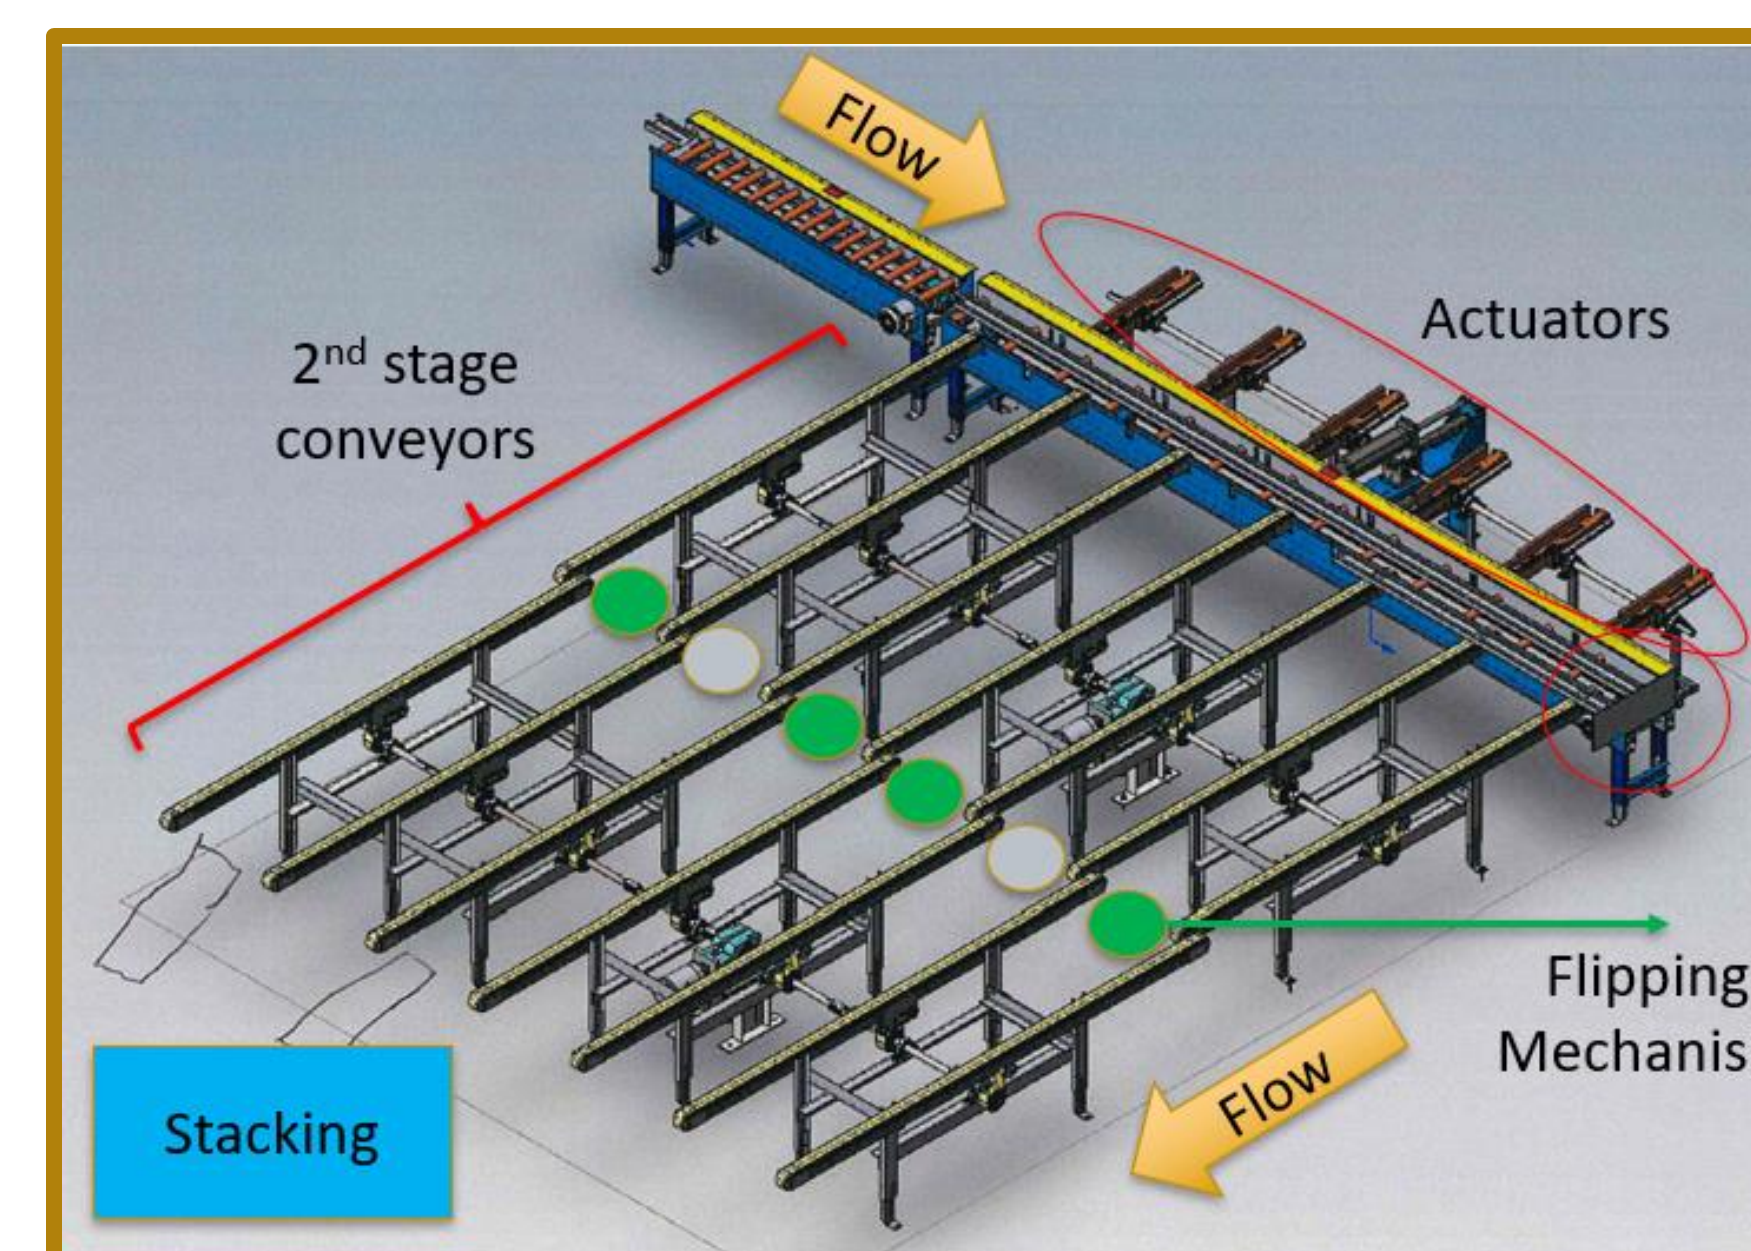 Flow
Actuators
2nd stage
conveyors
Flipping
Mechanis
Stacking
Flow